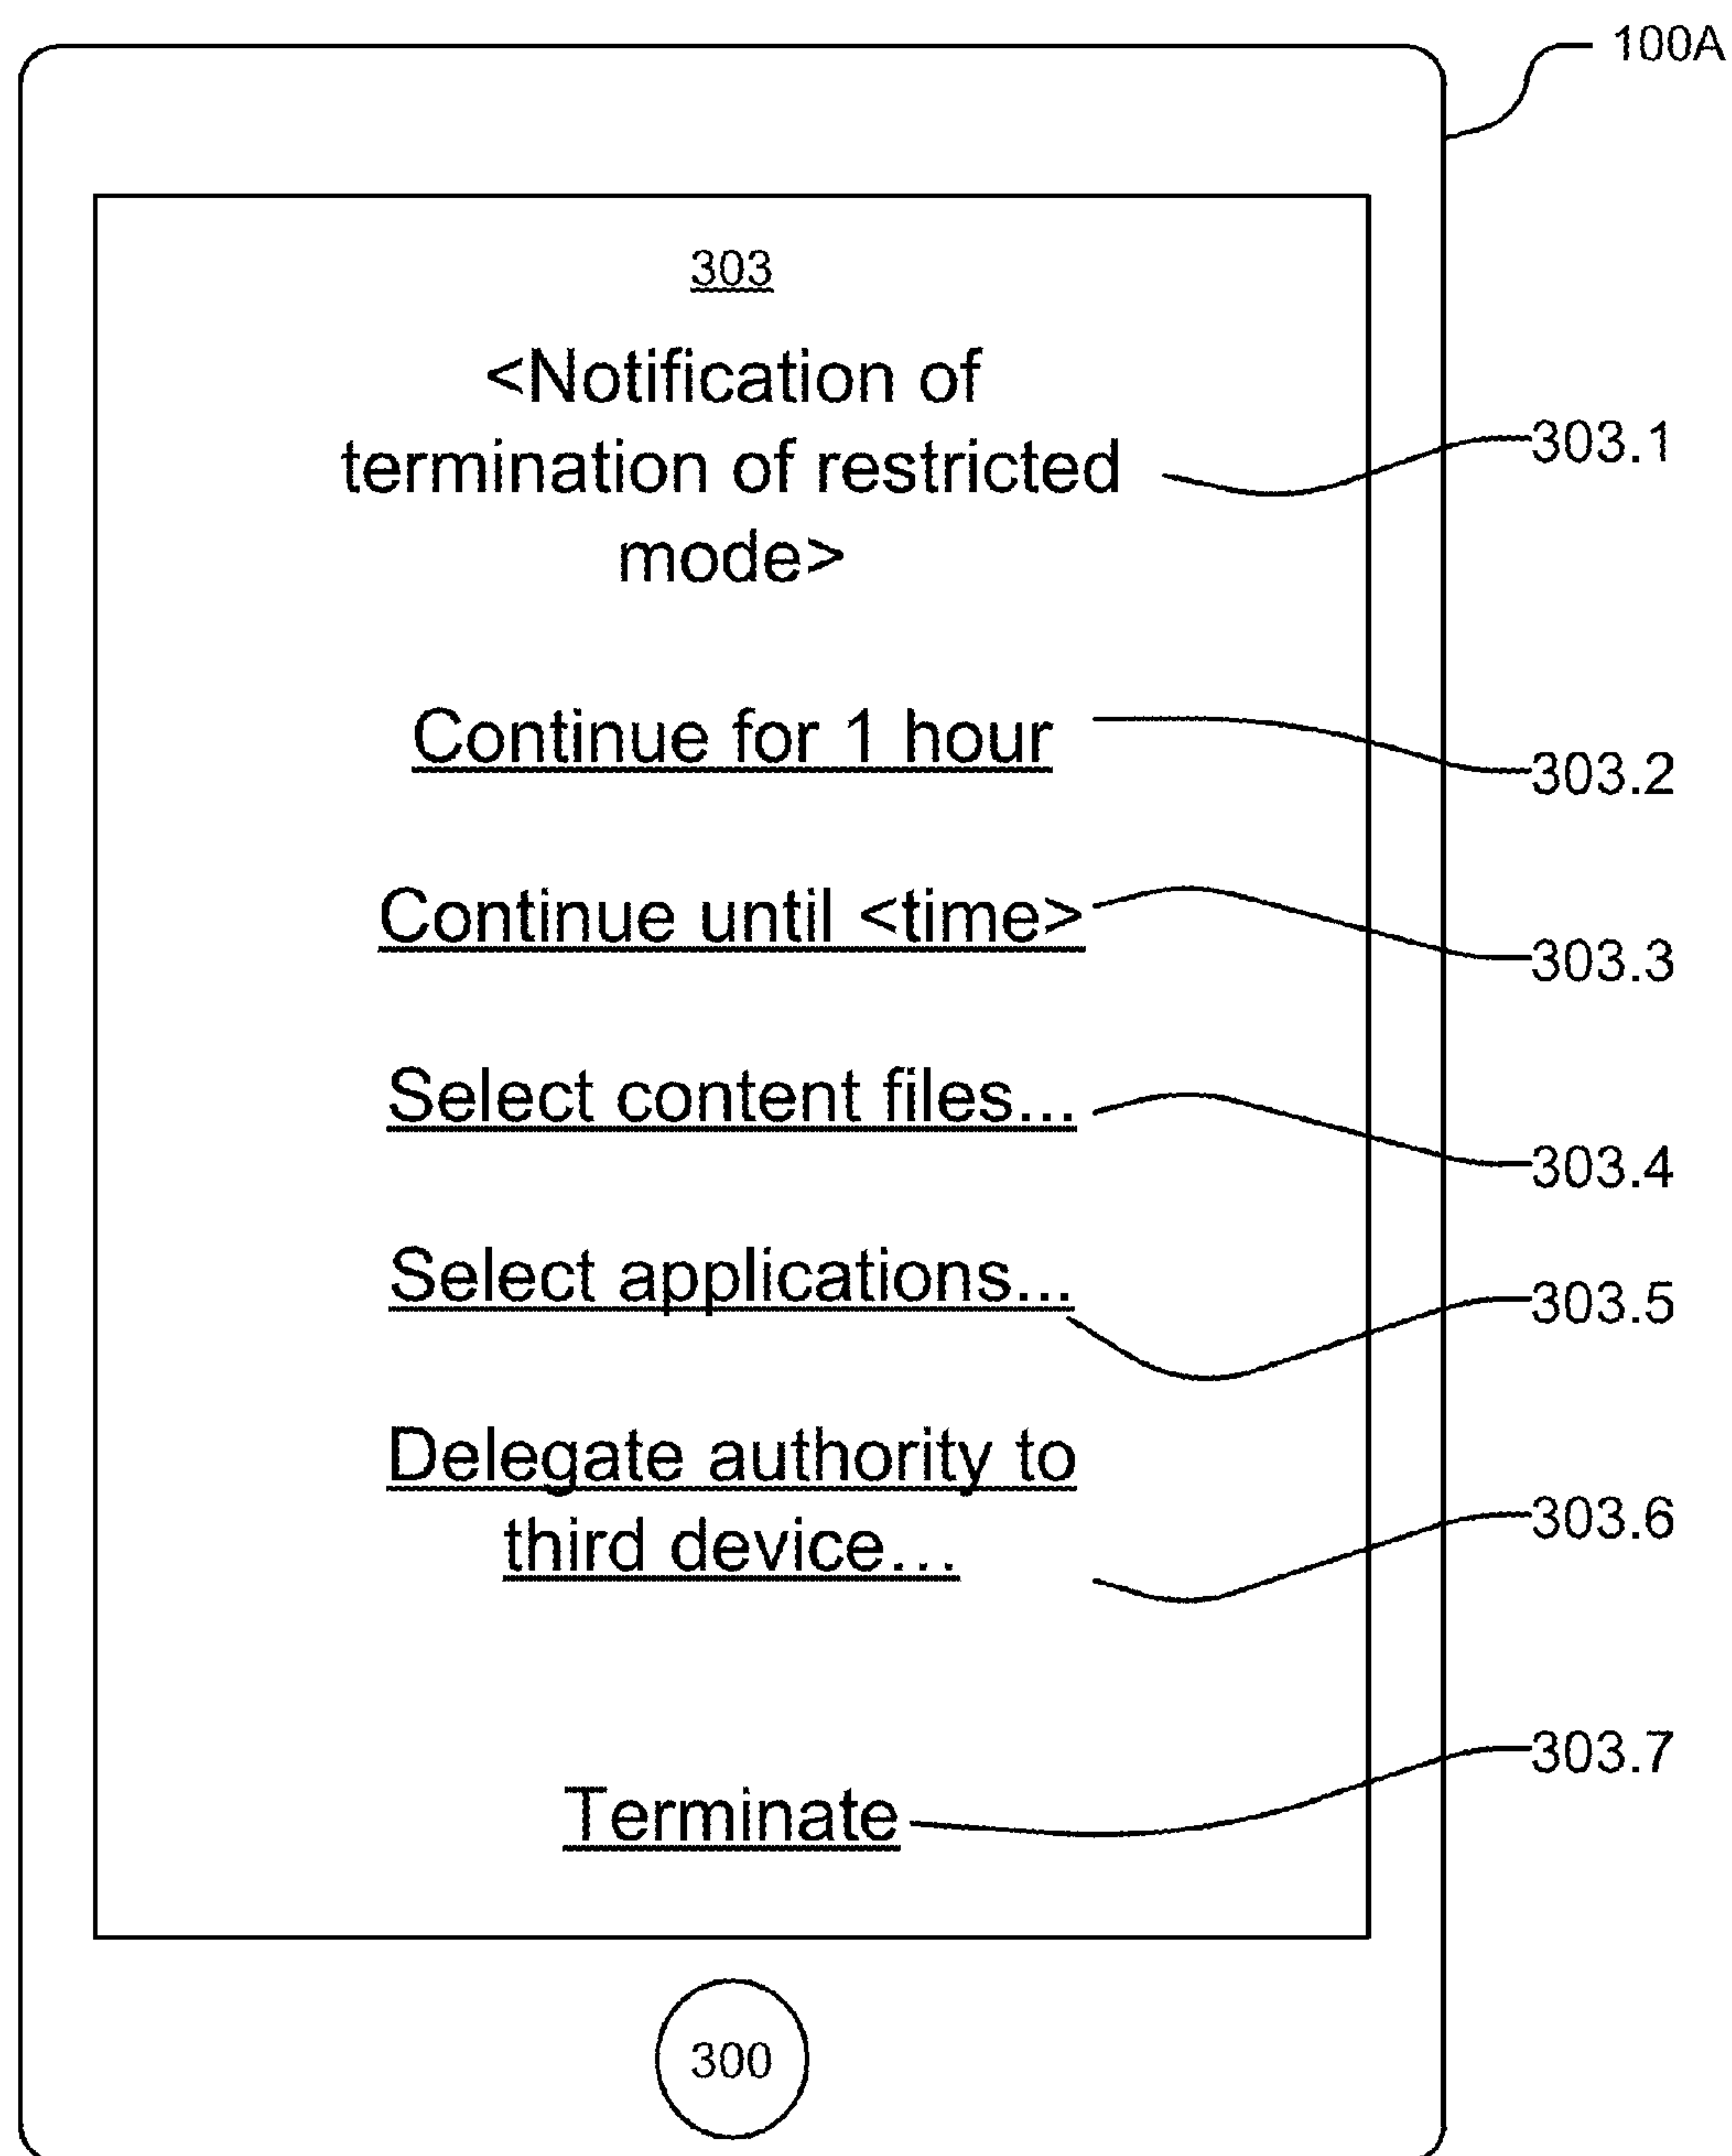 100A
303
<Notification of
termination of restricted
mode>
303.1
Continue for 1 hour
303.2
Continue until <time>
303.3
Select content files...
303.4
Select applications...
303.5
Delegate authority to
third device...
303.6
Terminate
303.7
300